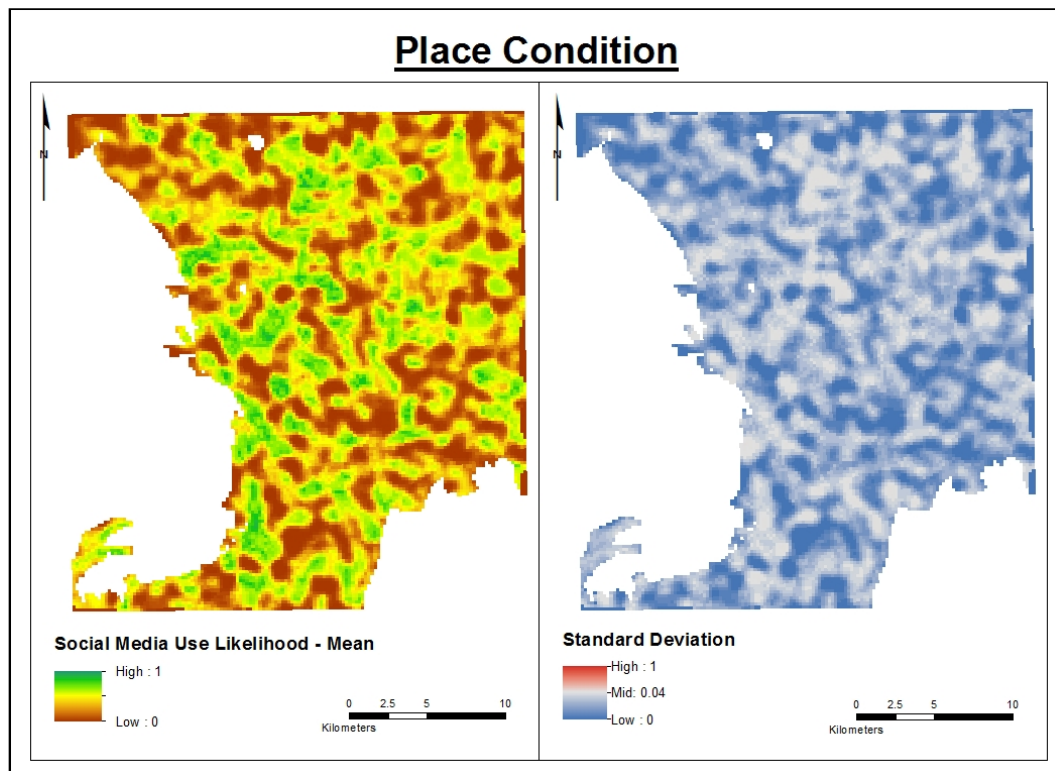 Place Condition
N
N
Social Media Use Likelihood - Mean
High : 1
Low : 0
0 2.5 5 10
Kilometers
Standard Deviation
High : 1
Mid: 0.04
Low : 0
0 2.5 5 10
Kilometers